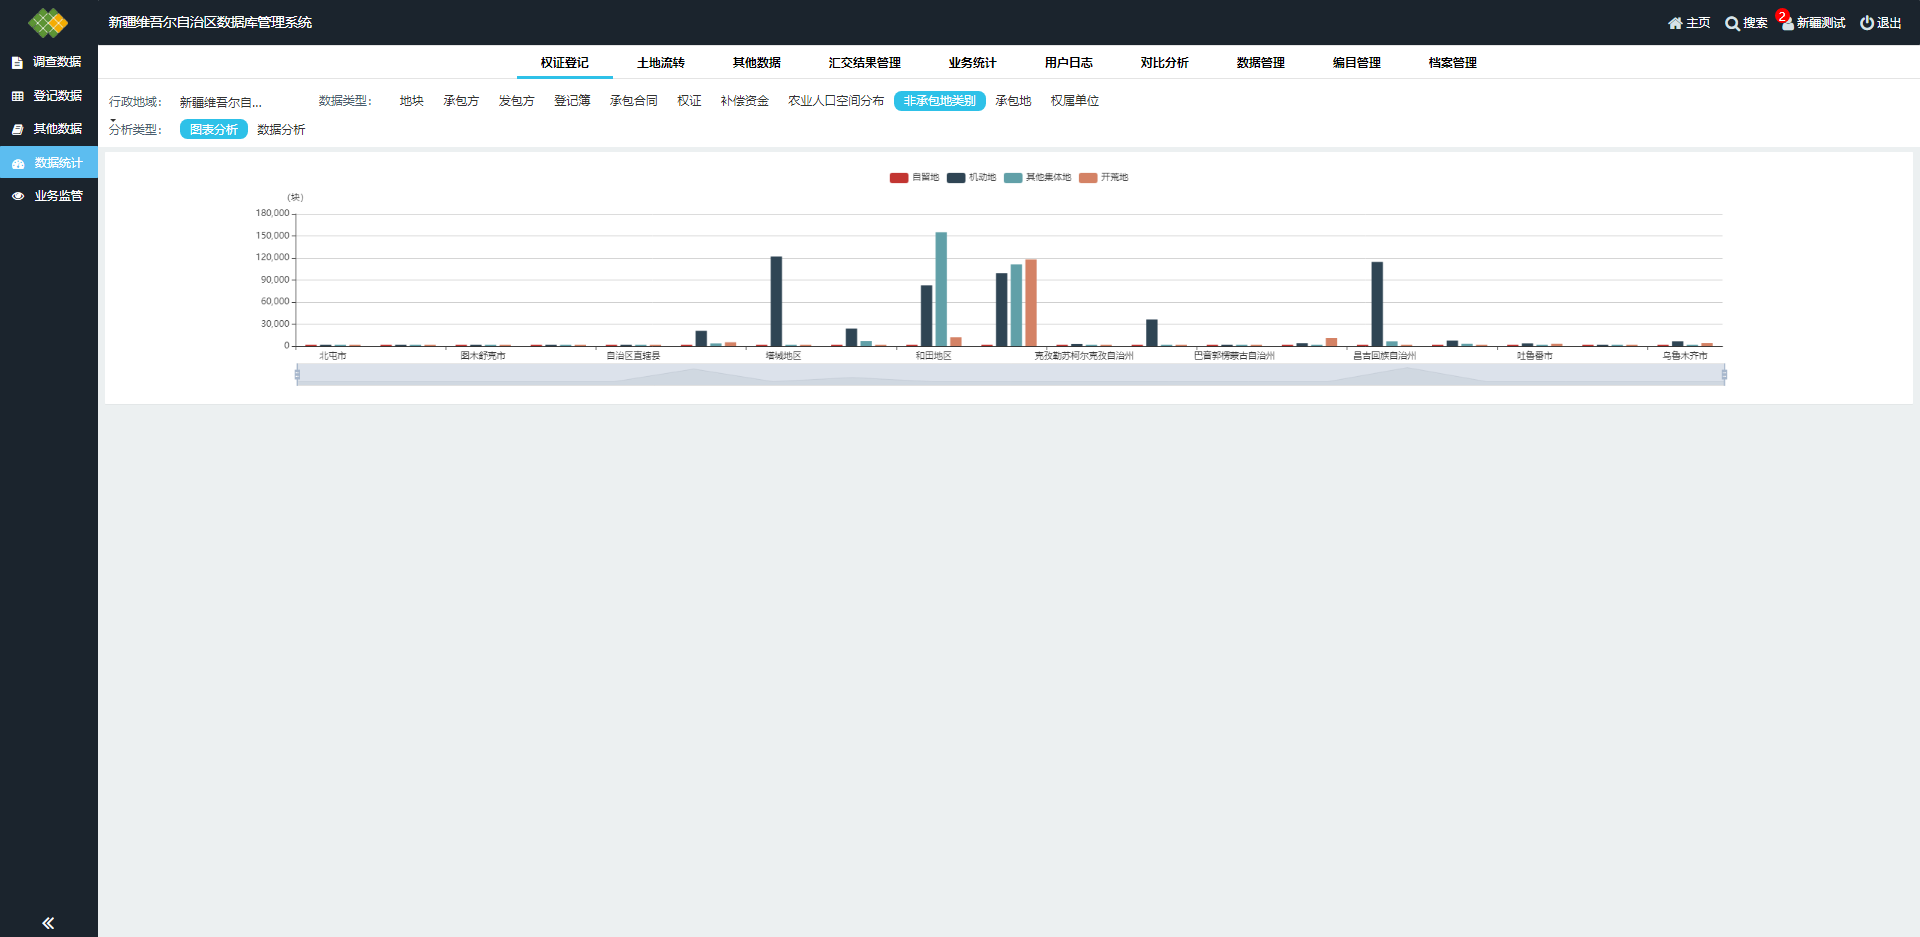 新疆维吾尔自治区数据库管理系统
主页
搜索
2
新疆测试
退出
调查数据
登记数据
其他数据
数据统计
业务监管
权证登记
土地流转
其他数据
汇交结果管理
业务统计
用户日志
对比分析
数据管理
编目管理
档案管理
行政地域：
新疆维吾尔自...
数据类型：
地块
承包方
发包方
登记簿
承包合同
权证
补偿资金
农业人口空间分布
非承包地类别
承包地
权属单位
分析类型：
图表分析
数据分析
自留地
机动地
其他集体地
开荒地
(块)
180,000
150,000
120,000
90,000
60,000
30,000
0
北屯市
图木舒克市
自治区直辖县
塔城地区
和田地区
克孜勒苏柯尔克孜自治州
巴音郭楞蒙古自治州
昌吉回族自治州
吐鲁番市
乌鲁木齐市